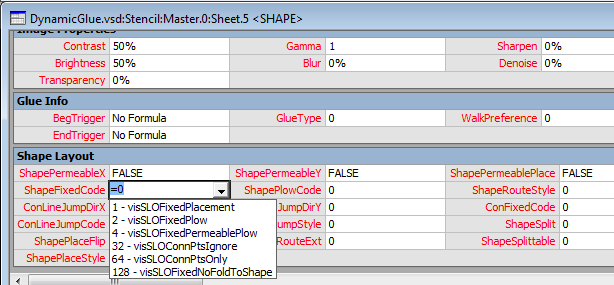 DynamicGlue.vsd:Stencil:Master.0:Sheet.5 <SHAPE>
Image Properties
Contrast 50% Gamma 1 Sharpen 0%
Brightness 50% Blur 0% Denoise 0%
Transparency 0%
Glue Info
BegTrigger No Formula GlueType 0 WalkPreference 0
EndTrigger No Formula
Shape Layout
ShapePermeableX FALSE ShapePermeableY FALSE ShapePermeablePlace FALSE
ShapeFixedCode =0 ShapePlowCode 0 ShapeRouteStyle 0
ConLineJumpDirX 1 - visSLOFixedPlacement JumpDirY 0 ConFixedCode 0
2 - visSLOFixedPlow
ConLineJumpCode 4 - visSLOFixedPermeablePlow JumpStyle 0 ShapeSplit 0
ShapePlaceFlip 32 - visSLOConnPtsIgnore RouteExt 0 ShapeSplittable 0
ShapePlaceStyle 64 - visSLOConnPtsOnly
128 - visSLOFixedNoFoldToShape